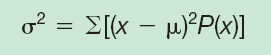 σ² = Σ[(x − μ)²P(x)]